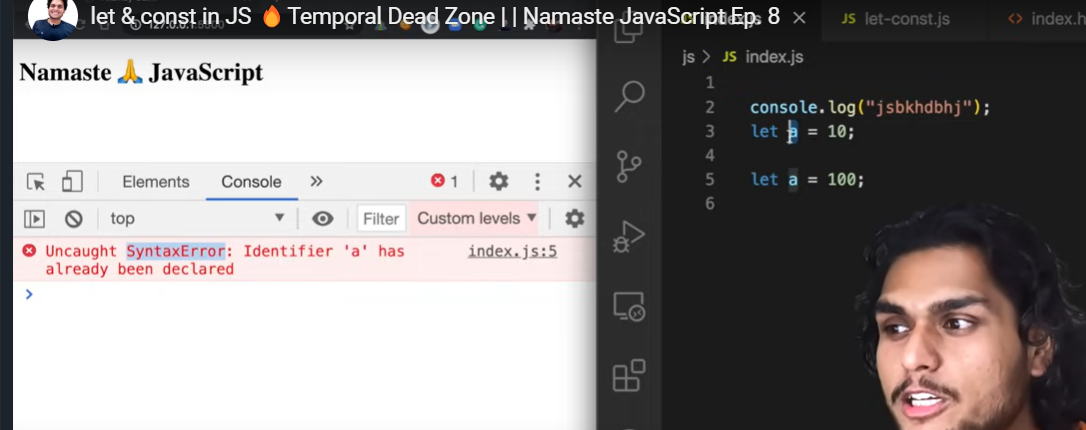 let & const in JS 🔥 Temporal Dead Zone || Namaste JavaScript Ep. 8
JS let-const.js
<> index.h
Namaste 🙏 JavaScript
Elements Console » 1
top Filter Custom levels
Uncaught SyntaxError: Identifier 'a' has index.js:5
already been declared
>
js > JS index.js
1
2 console.log("jsbkhdbhj");
3 let a = 10;
4
5 let a = 100;
6